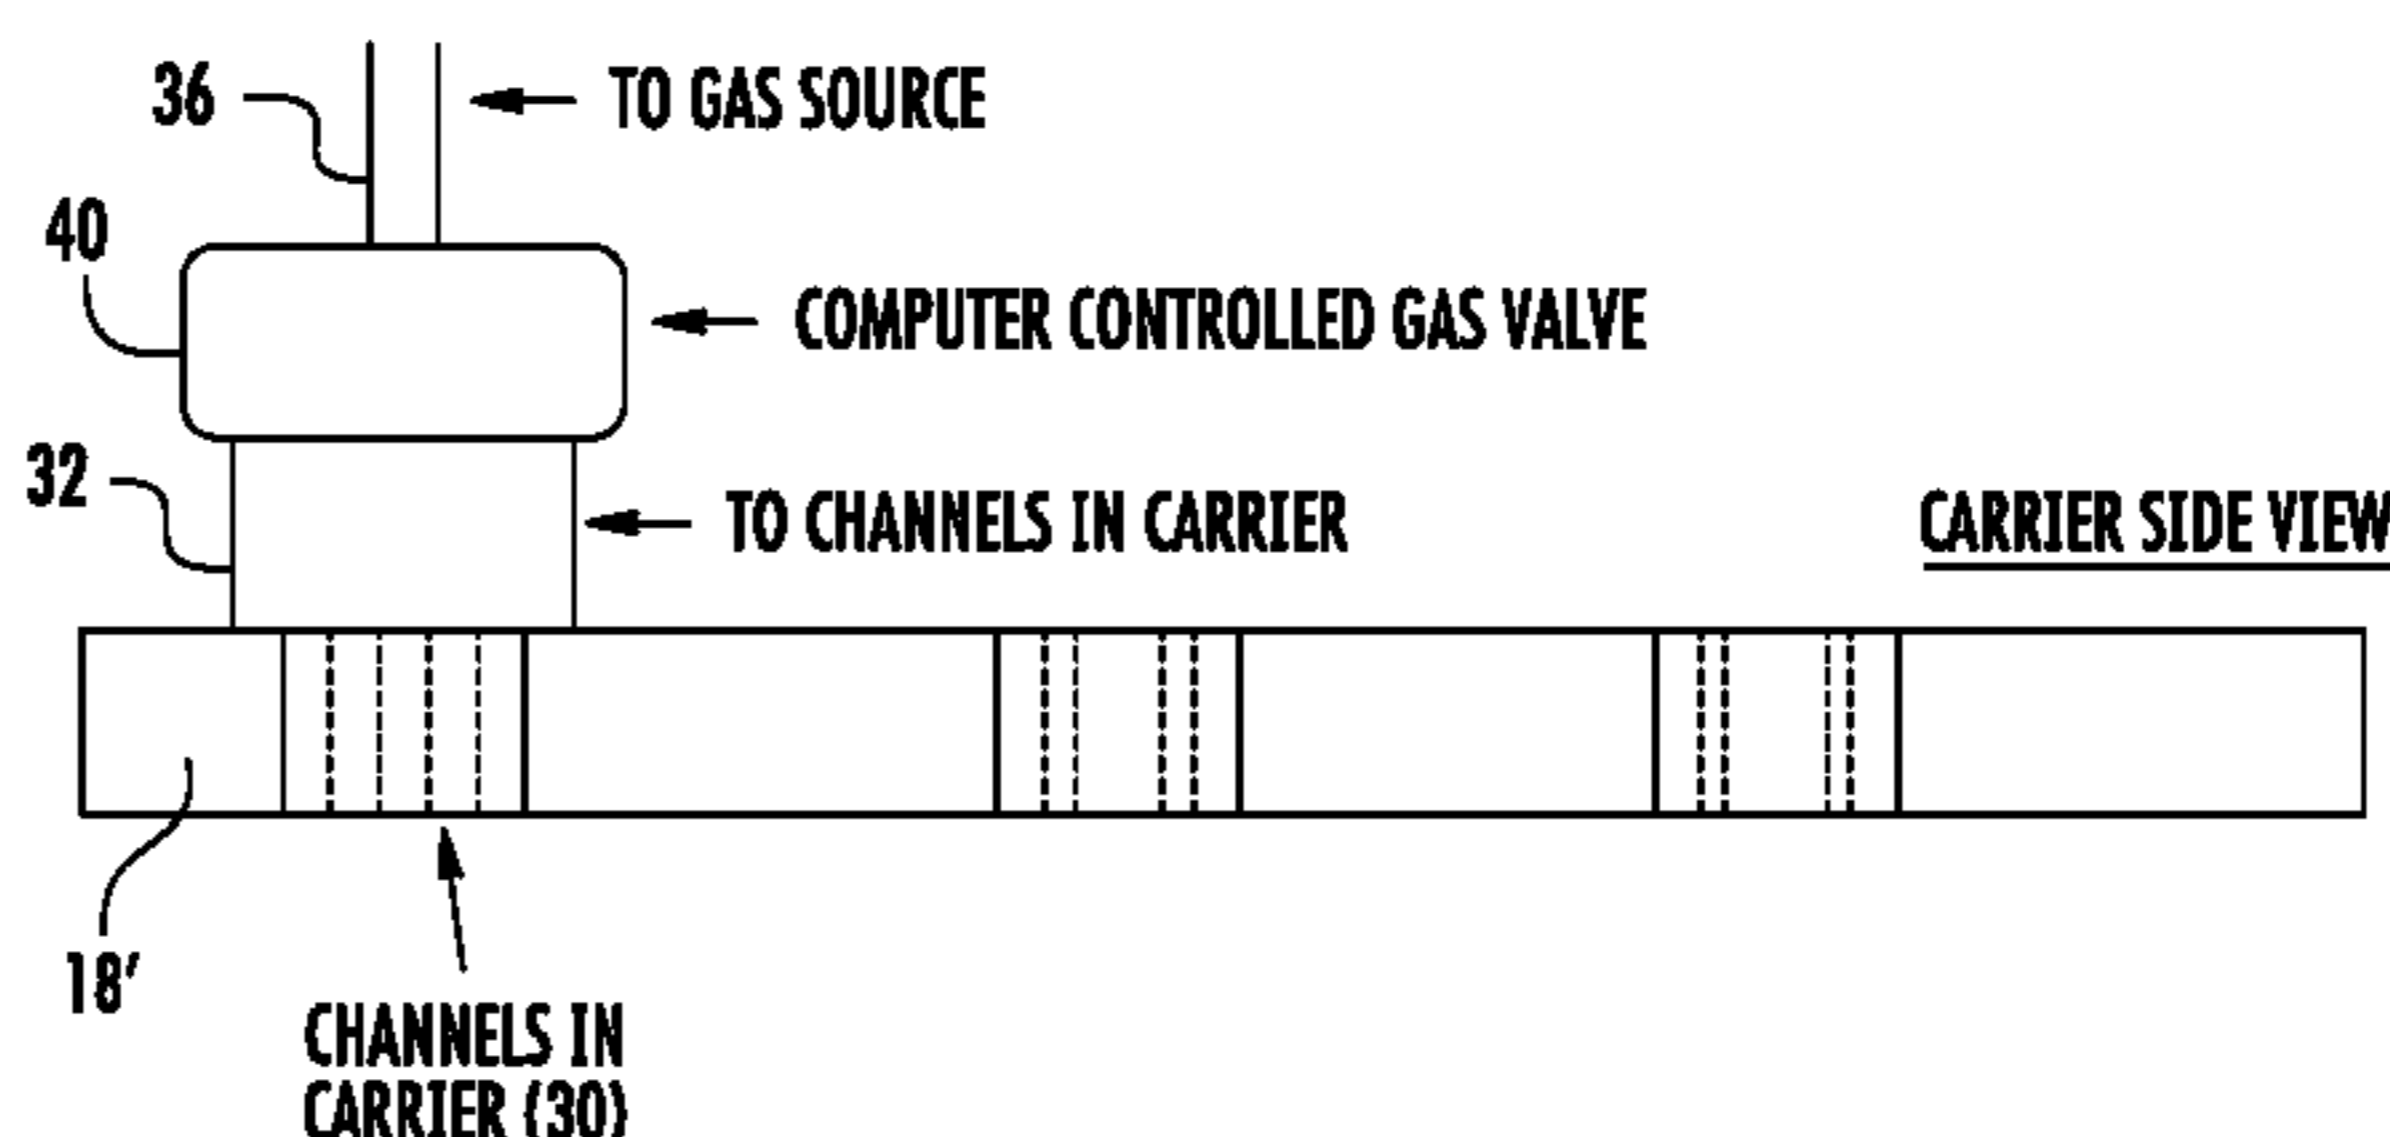 36
TO GAS SOURCE
40
COMPUTER CONTROLLED GAS VALVE
32
TO CHANNELS IN CARRIER
CARRIER SIDE VIEW
18'
CHANNELS IN
CARRIER (30)